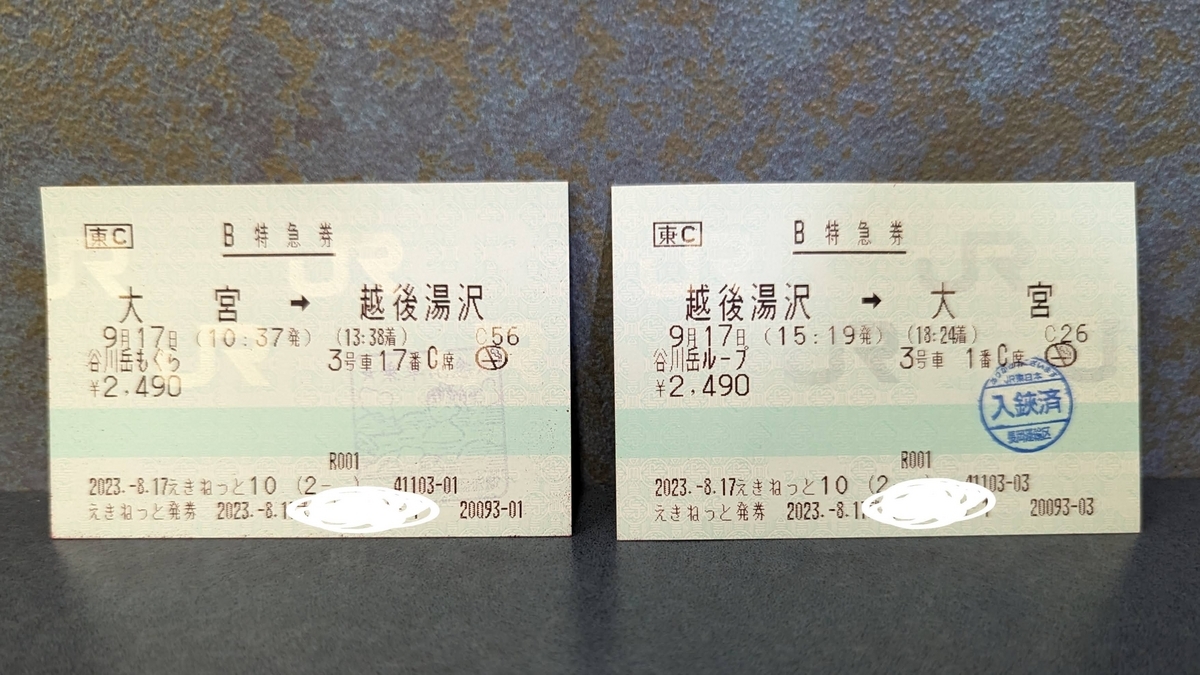 東C
B特急券
大宮 → 越後湯沢
9月17日 (10:37発) (13:38着) C56
谷川岳もぐら 3号車 17番 C席
¥2,490
R001
2023.-8.17えきねっと10 (2- ) 41103-01
えきねっと発券 2023.-8.1 20093-01
東C
B特急券
越後湯沢 → 大宮
9月17日 (15:19発) (18:24着) C26
谷川岳ループ 3号車 1番 C席
¥2,490
JR東日本
入鋏済
R001
2023.-8.17えきねっと10 (2 ) 41103-03
えきねっと発券 2023.-8.1 20093-03